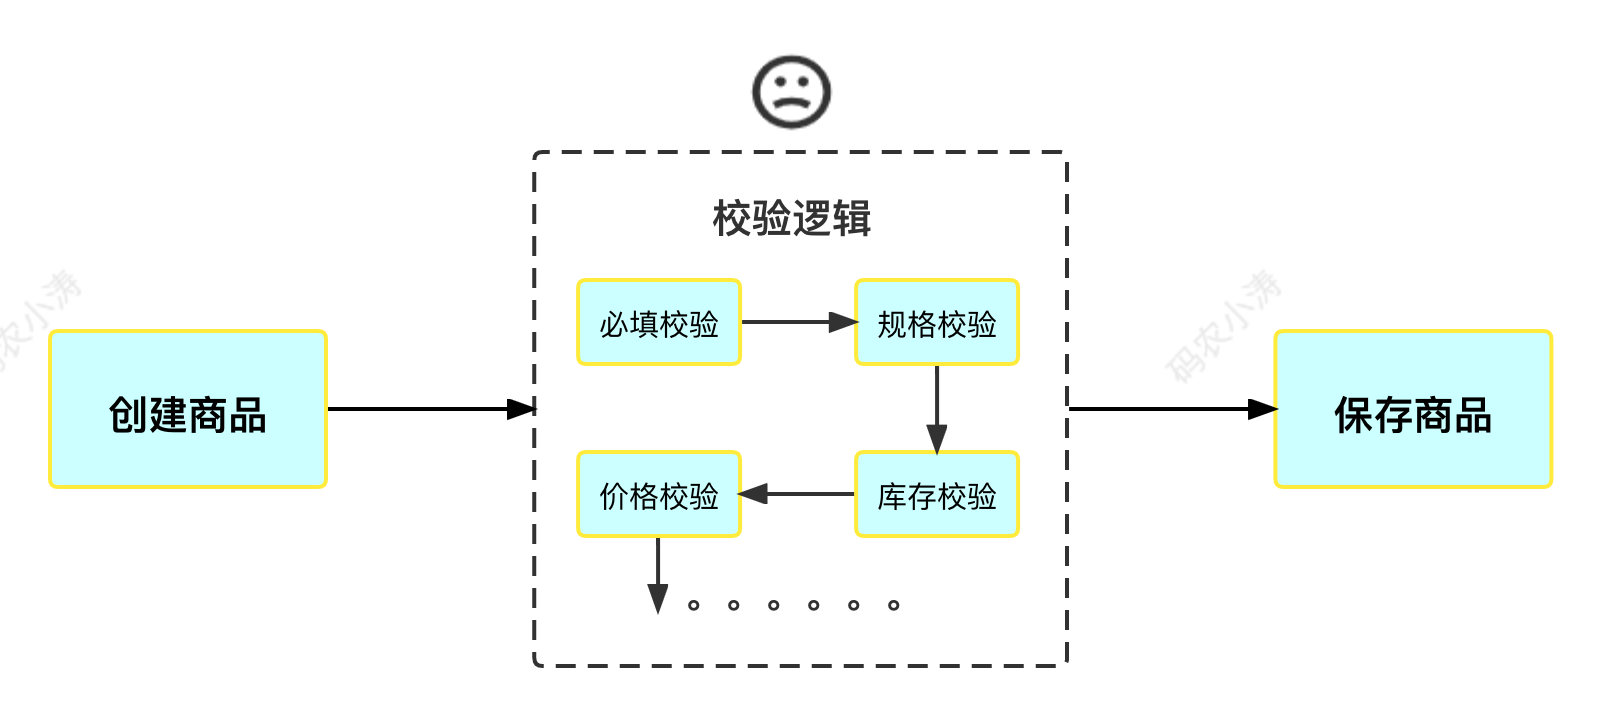 校验逻辑
必填校验
规格校验
创建商品
保存商品
价格校验
库存校验
。。。。。。
码农小涛
农小涛